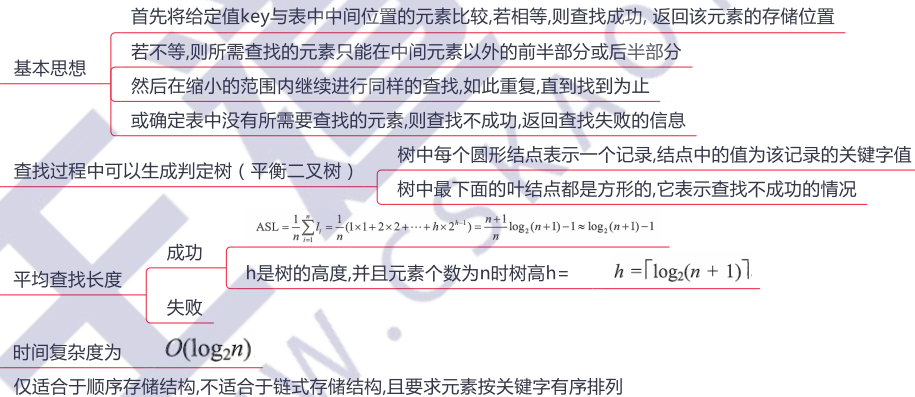 首先将给定值key与表中中间位置的元素比较,若相等,则查找成功, 返回该元素的存储位置
若不等,则所需查找的元素只能在中间元素以外的前半部分或后半部分
基本思想
然后在缩小的范围内继续进行同样的查找,如此重复,直到找到为止
或确定表中没有所需要查找的元素,则查找不成功,返回查找失败的信息
树中每个圆形结点表示一个记录,结点中的值为该记录的关键字值
查找过程中可以生成判定树（平衡二叉树）
树中最下面的叶结点都是方形的,它表示查找不成功的情况
ASL=\frac{1}{n}\sum_{i=1}^{n}l_i=\frac{1}{n}(1×1+2×2+⋯+h×2^{h-1})=\frac{n+1}{n}log₂(n+1)−1≈log₂(n+1)−1
成功
h是树的高度,并且元素个数为n时树高h= h=⌈log₂(n + 1)⌉
平均查找长度
失败
时间复杂度为 O(log₂n)
仅适合于顺序存储结构,不适合于链式存储结构,且要求元素按关键字有序排列
王道
W.CSKAO